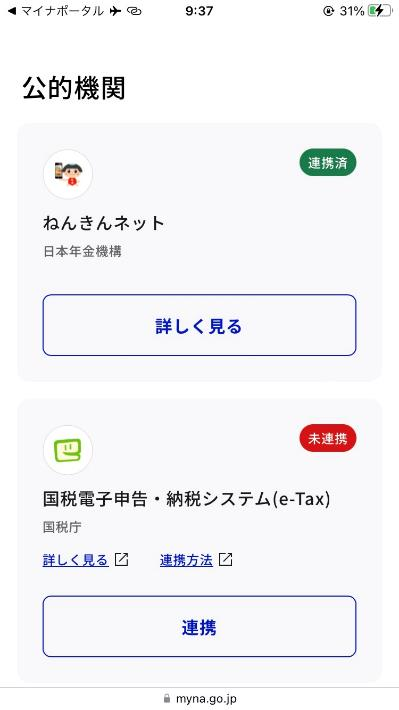 マイナポータル
9:37
31%
公的機関
連携済
ねんきんネット
日本年金機構
詳しく見る
未連携
国税電子申告・納税システム(e-Tax)
国税庁
詳しく見る 連携方法
連携
myna.go.jp